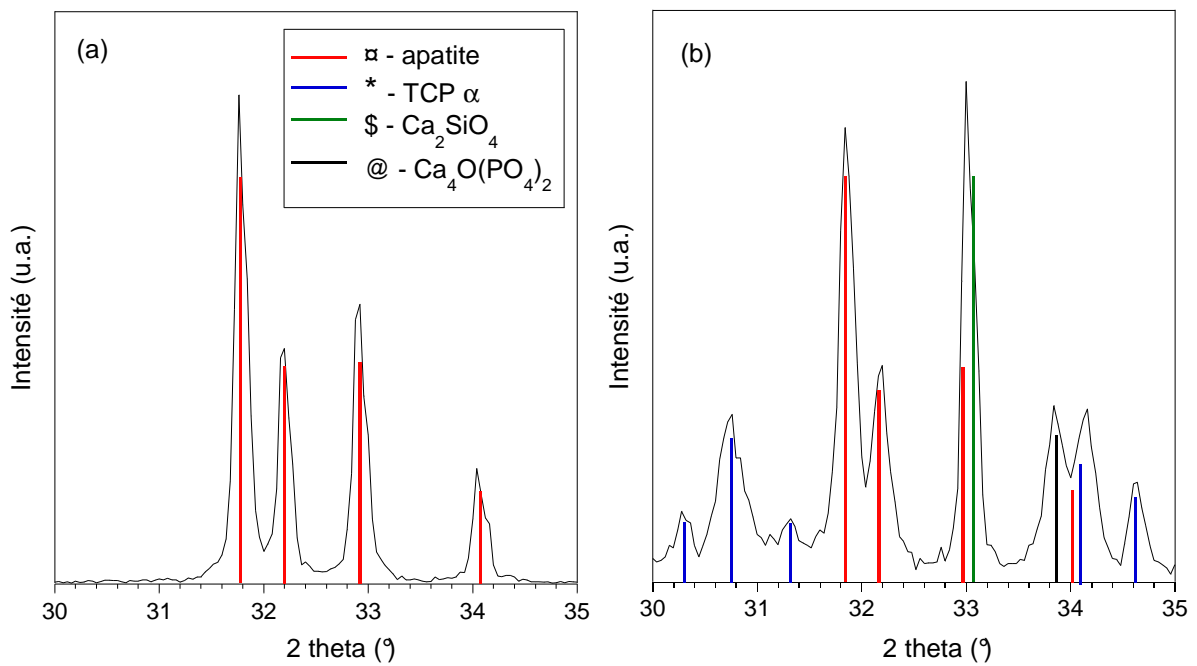 (a)
¤ - apatite
* - TCP α
$ - Ca2SiO4
@ - Ca4O(PO4)2
Intensité (u.a.)
30 31 32 33 34 35
2 theta (°)
(b)
Intensité (u.a.)
30 31 32 33 34 35
2 theta (°)